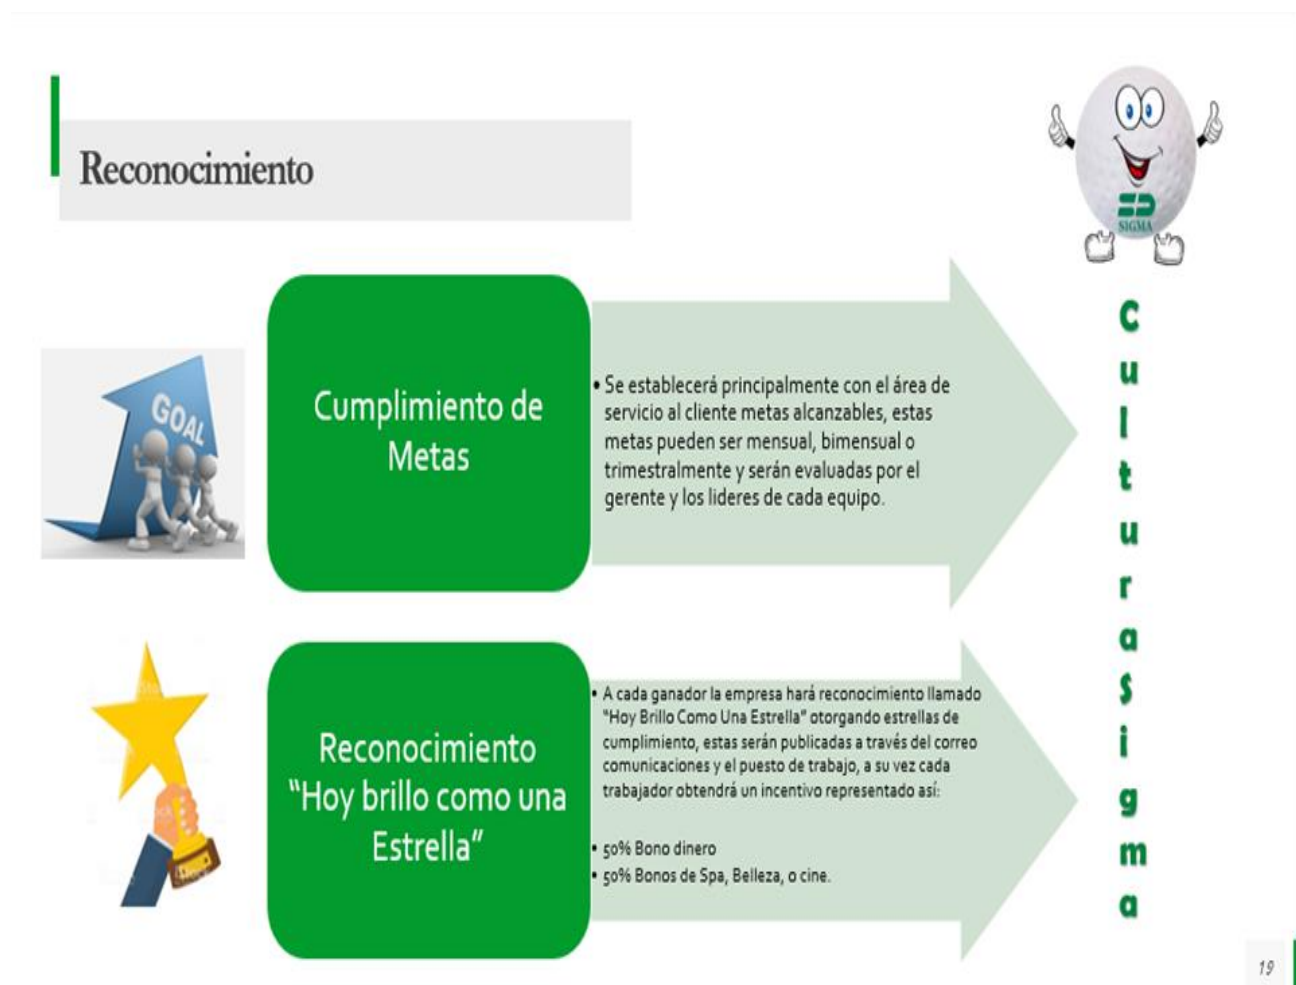 Reconocimiento
SIGMA
GOAL
Cumplimiento de
Metas
• Se establecerá principalmente con el área de
servicio al cliente metas alcanzables, estas
metas pueden ser mensual, bimensual o
trimestralmente y serán evaluadas por el
gerente y los lideres de cada equipo.
Reconocimiento
“Hoy brillo como una
Estrella”
• A cada ganador la empresa hará reconocimiento llamado
“Hoy Brillo Como Una Estrella” otorgando estrellas de
cumplimiento, estas serán publicadas a través del correo
comunicaciones y el puesto de trabajo, a su vez cada
trabajador obtendrá un incentivo representado así:
• 50% Bono dinero
• 50% Bonos de Spa, Belleza, o cine.
C
u
l
t
u
r
a
S
i
g
m
a
19